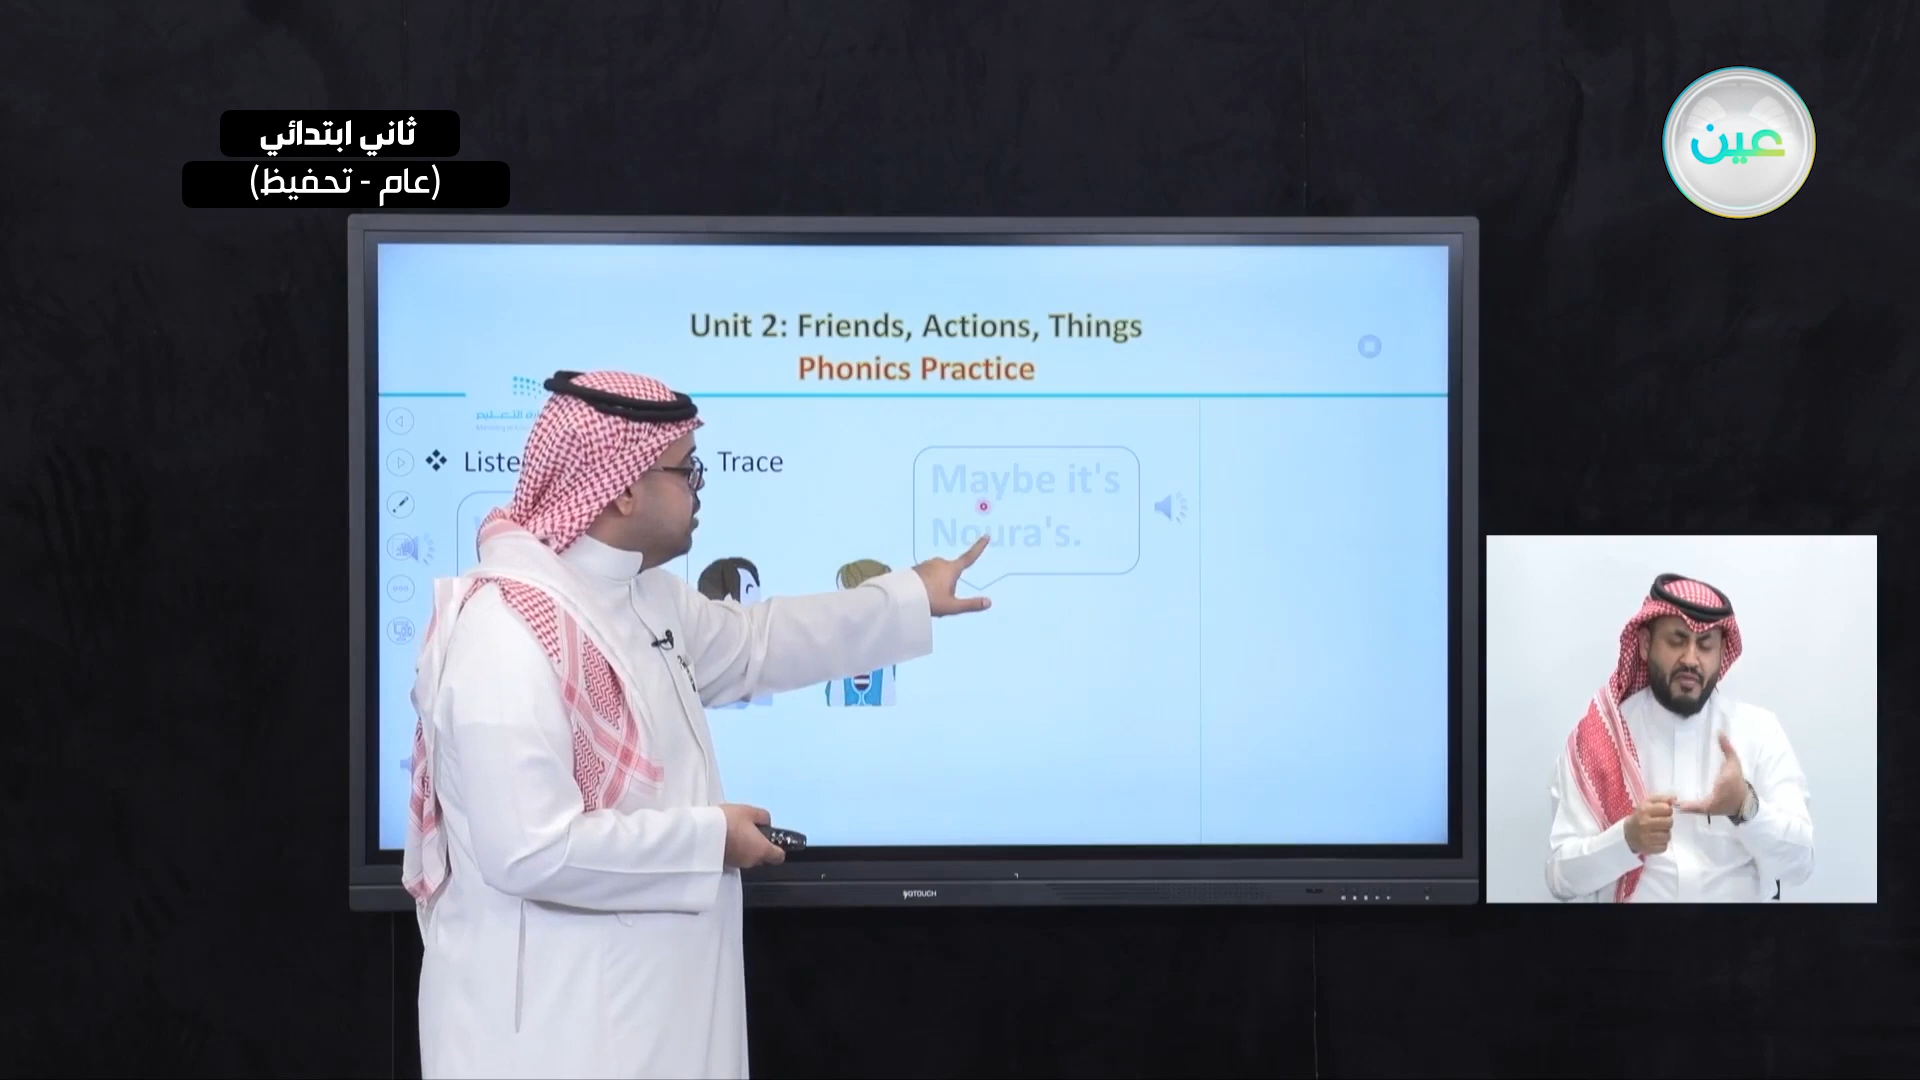 ثاني ابتدائي
(عام - تحفيظ)
عين
Unit 2: Friends, Actions, Things
Phonics Practice
Trace
Maybe it's
Noura's.